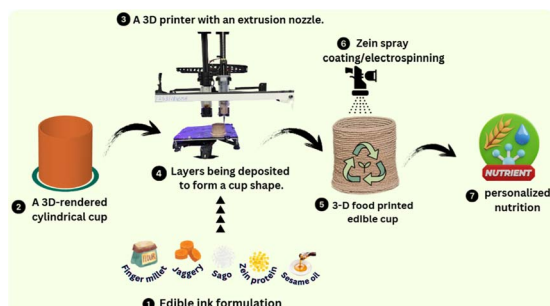 3 A 3D printer with an extrusion nozzle.
6 Zein spray
coating/electrospinning
2 A 3D-rendered
cylindrical cup
4 Layers being deposited
to form a cup shape.
5 3-D food printed
edible cup
NUTRIENT
7 personalized
nutrition
Finger millet
Jaggery
Sago
Zein protein
Sesame oil
1 Edible ink formulation